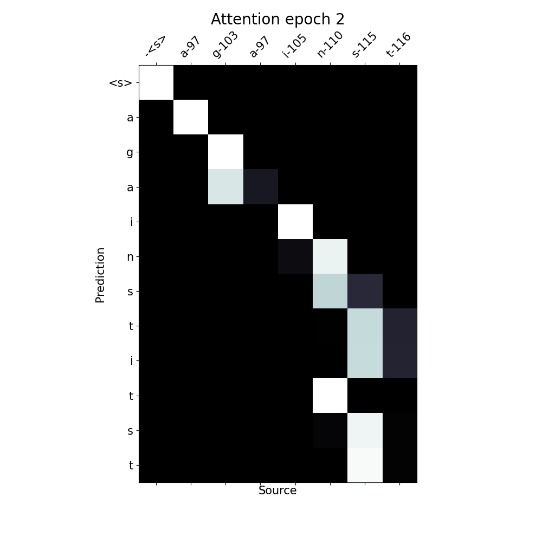 Attention epoch 2
-<s> a-97 g-103 a-97 i-105 n-110 s-115 t-116
<s>
a
g
a
i
n
s
t
i
t
s
t
Prediction
Source